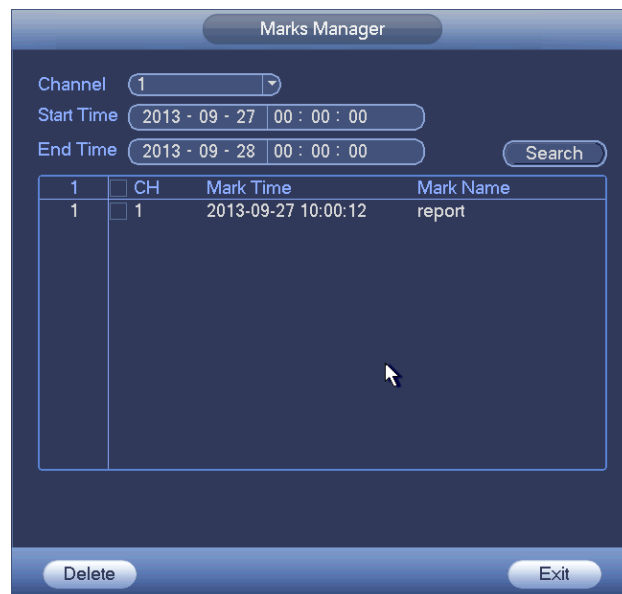 Marks Manager
Channel 1
Start Time 2013 - 09 - 27 00 : 00 : 00
End Time 2013 - 09 - 28 00 : 00 : 00 Search
1 CH Mark Time Mark Name
1 1 2013-09-27 10:00:12 report
Delete Exit